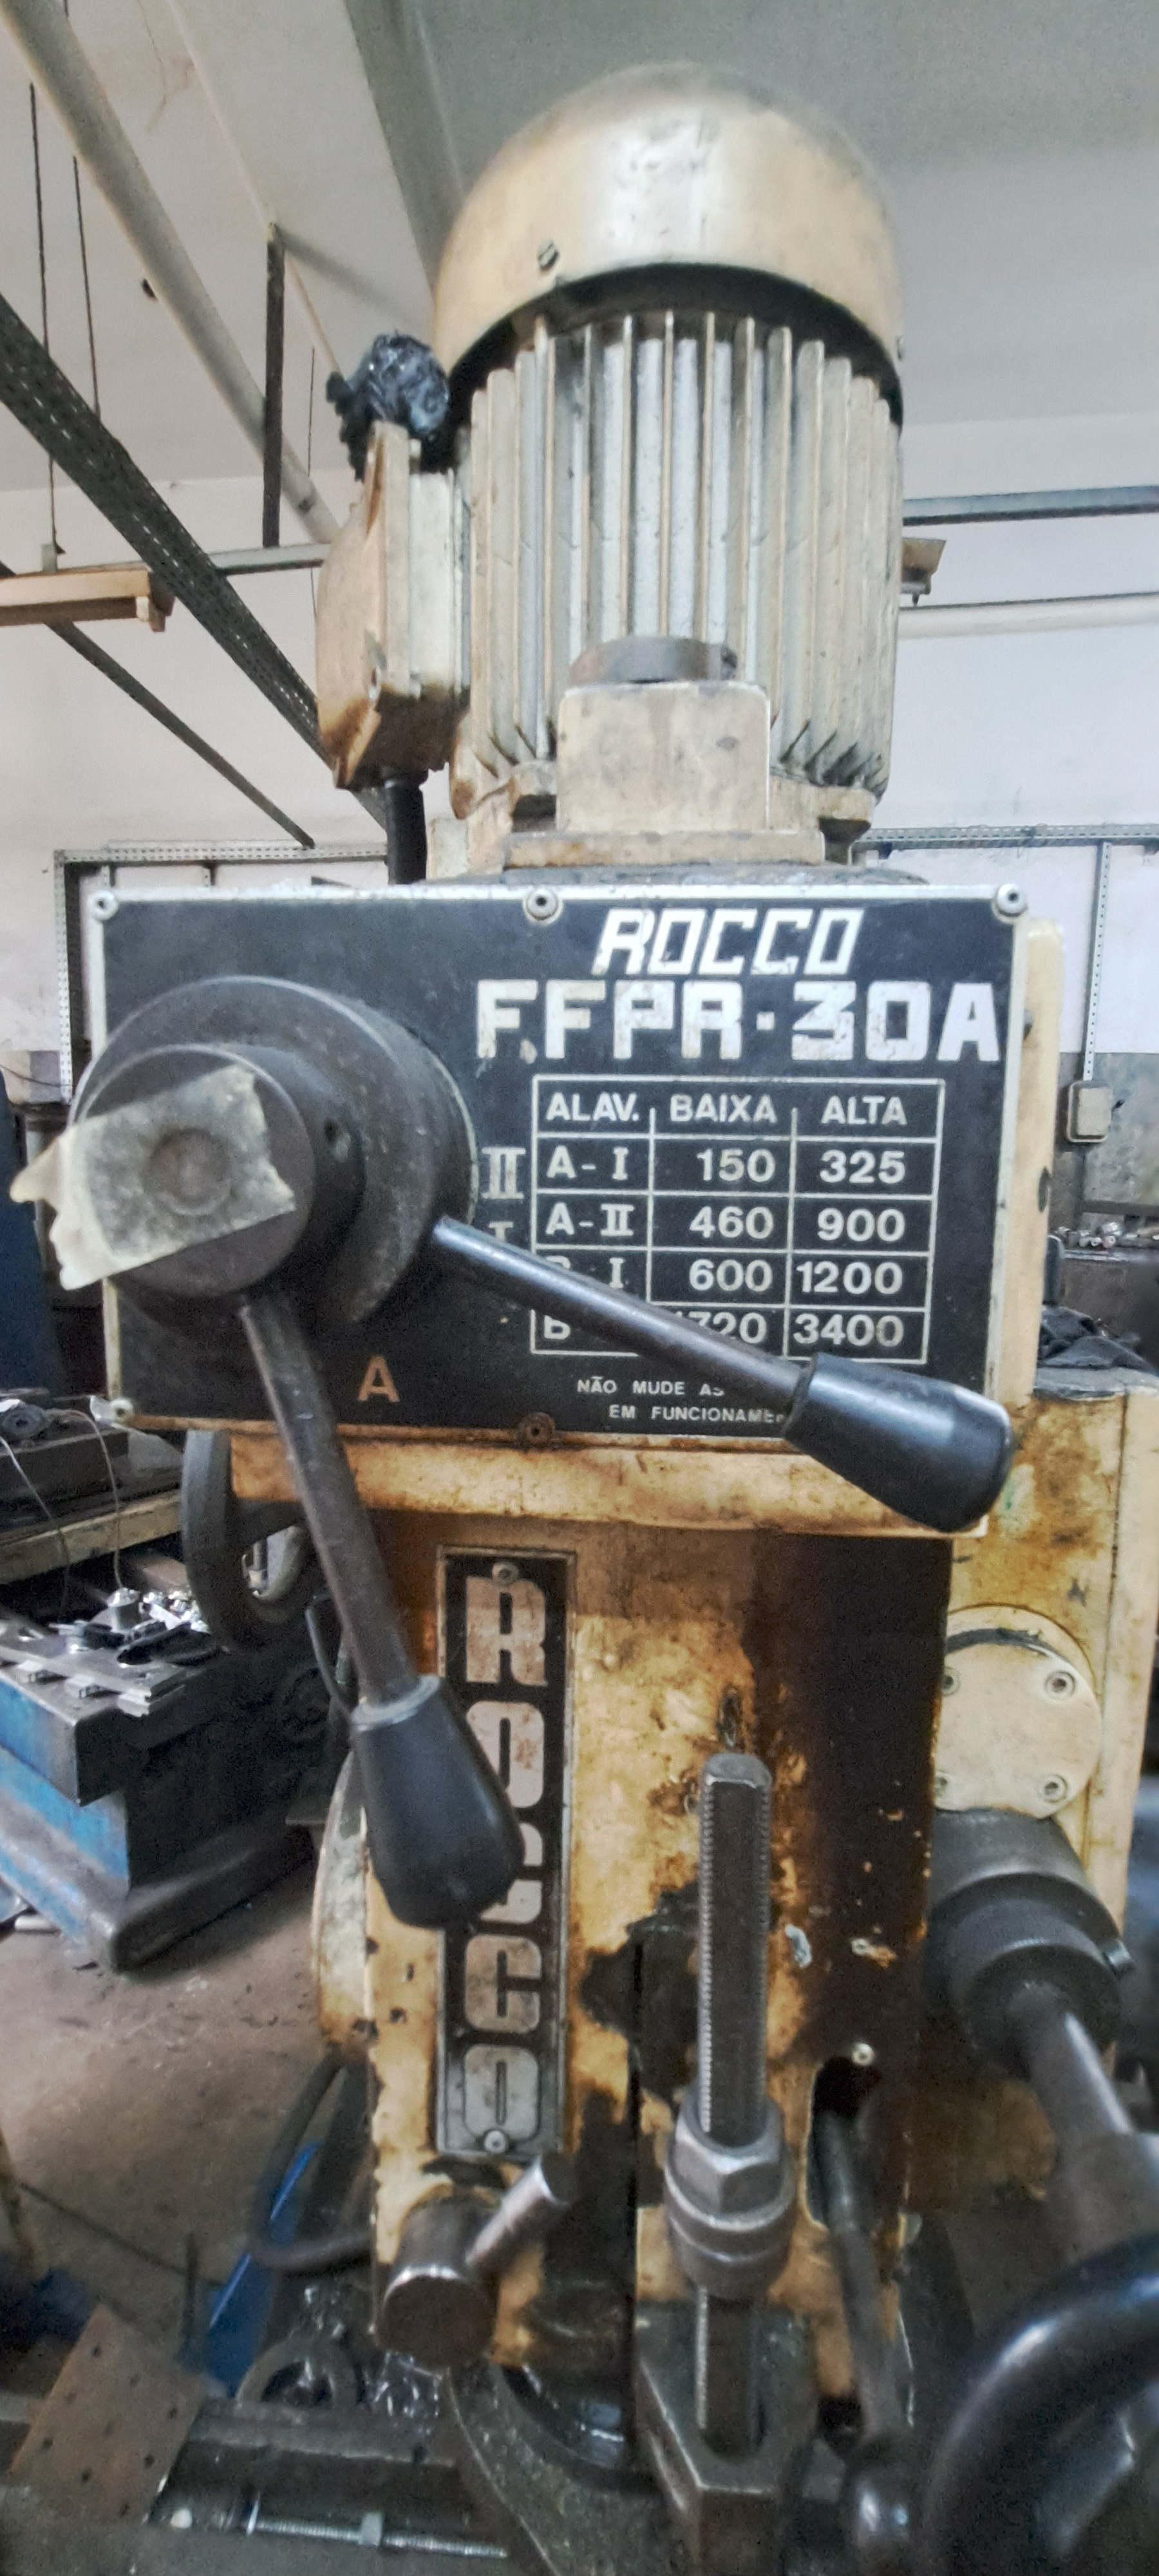 ROCCO
F.FPR-30A
ALAV. BAIXA ALTA
II A-I 150 325
I A-II 460 900
I 600 1200
B 720 3400
A
NÃO MUDE AS
EM FUNCIONAME
ROCCO